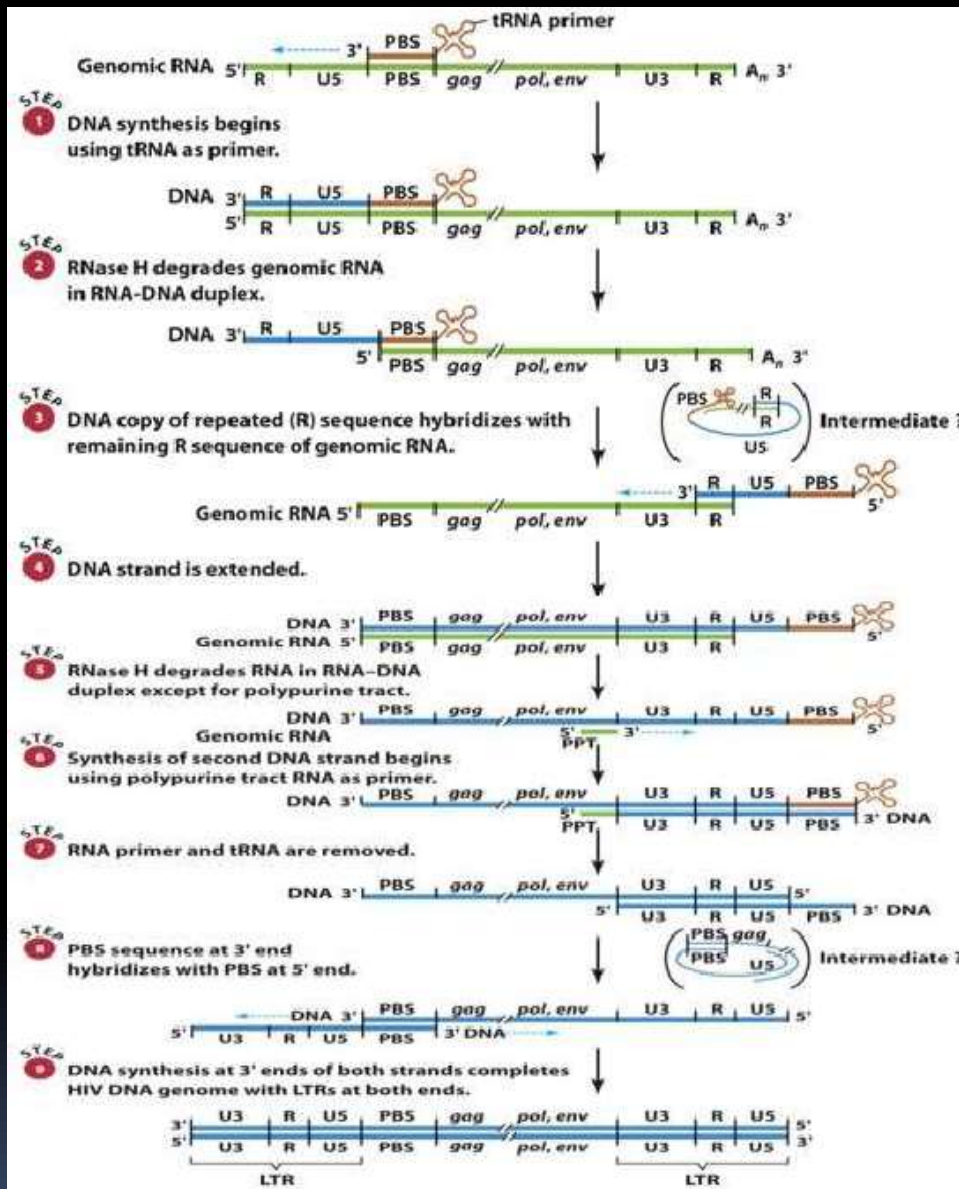 tRNA primer
3' PBS
Genomic RNA 5' R U5 PBS gag pol, env U3 R An 3'
STEP 1 DNA synthesis begins
using tRNA as primer.
DNA 3' R U5 PBS
5' R U5 PBS gag pol, env U3 R An 3'
STEP 2 RNase H degrades genomic RNA
in RNA-DNA duplex.
DNA 3' R U5 PBS
5' PBS gag pol, env U3 R An 3'
STEP 3 DNA copy of repeated (R) sequence hybridizes with
remaining R sequence of genomic RNA.
PBS R R U5 Intermediate ?
3' R U5 PBS 5'
Genomic RNA 5' PBS gag pol, env U3 R
STEP 4 DNA strand is extended.
DNA 3' PBS gag pol, env U3 R U5 PBS 5'
Genomic RNA 5' PBS gag pol, env U3 R
STEP 5 RNase H degrades RNA in RNA–DNA
duplex except for polypurine tract.
DNA 3' PBS gag pol, env U3 R U5 PBS 5'
Genomic RNA 5' PPT 3'
STEP 6 Synthesis of second DNA strand begins
using polypurine tract RNA as primer.
DNA 3' PBS gag pol, env U3 R U5 PBS
5' PPT U3 R U5 PBS 3' DNA
STEP 7 RNA primer and tRNA are removed.
DNA 3' PBS gag pol, env U3 R U5 5'
5' U3 R U5 PBS 3' DNA
STEP 8 PBS sequence at 3' end
hybridizes with PBS at 5' end.
PBS gag, PBS U5 Intermediate ?
DNA 3' PBS gag pol, env U3 R U5 5'
5' U3 R U5 PBS 3' DNA
STEP 9 DNA synthesis at 3' ends of both strands completes
HIV DNA genome with LTRs at both ends.
3' U3 R U5 PBS gag pol, env U3 R U5 5'
5' U3 R U5 PBS gag pol, env U3 R U5 3'
LTR LTR